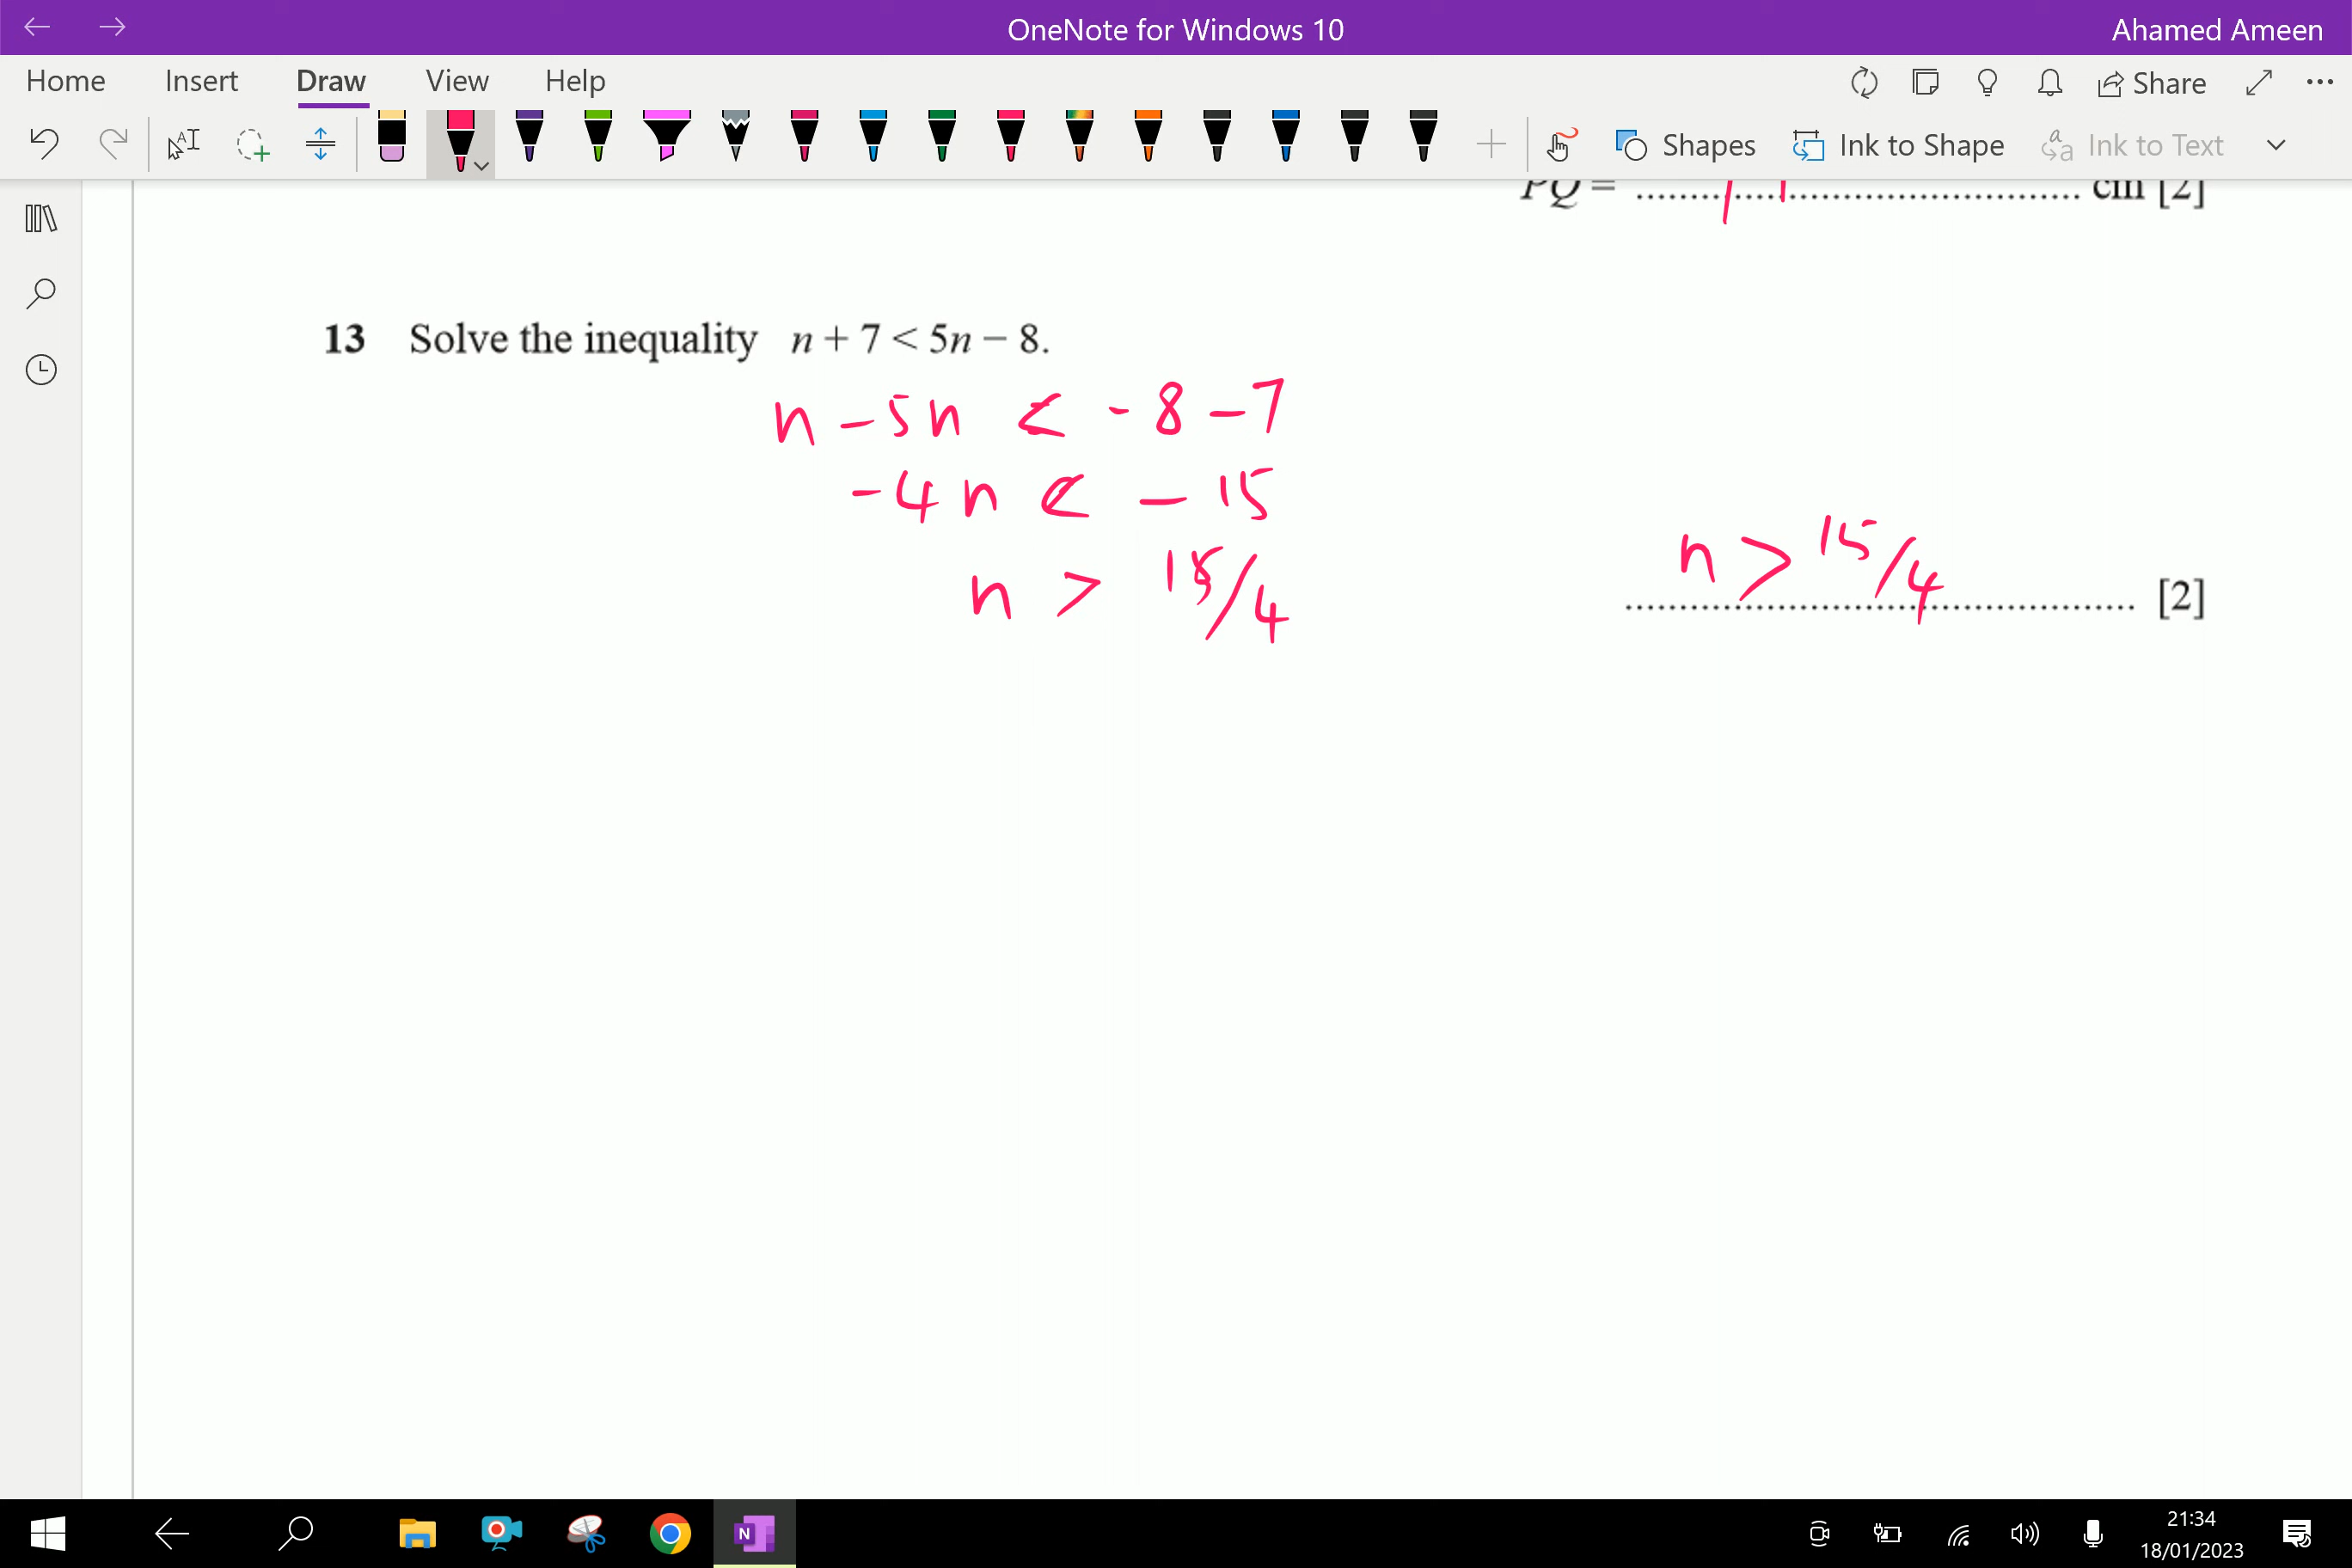 OneNote for Windows 10
Ahamed Ameen
Home Insert Draw View Help
Share
Shapes Ink to Shape Ink to Text
PQ = ........................................ cm [2]
13 Solve the inequality n + 7 < 5n − 8.
n − 5n < -8 −7
-4n < −15
n > 15/4
n > 15/4
........................................ [2]
21:34
18/01/2023